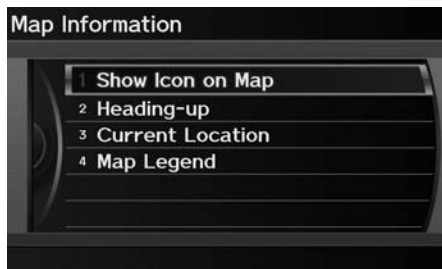 Map Information
1 Show Icon on Map
2 Heading-up
3 Current Location
4 Map Legend